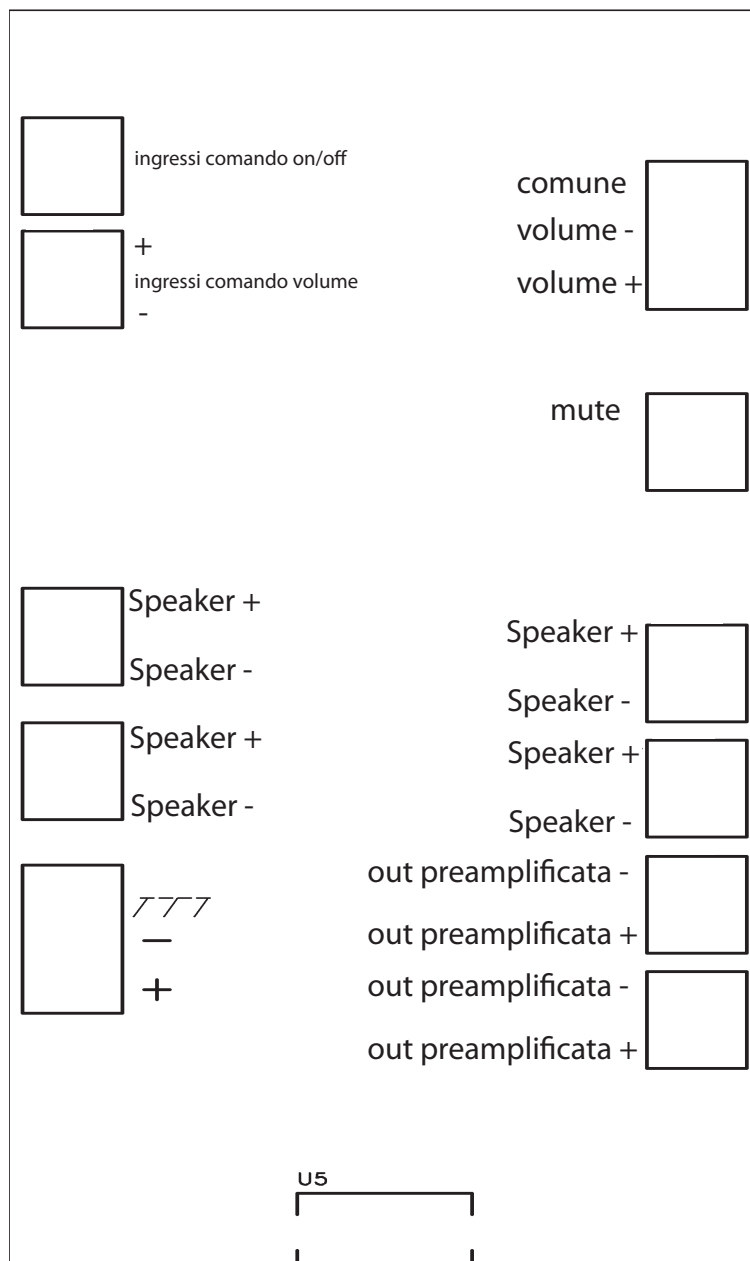 ingressi comando on/off
+
ingressi comando volume
-
comune
volume -
volume +
mute
Speaker +
Speaker -
Speaker +
Speaker -
−
+
Speaker +
Speaker -
Speaker +
Speaker -
out preamplificata -
out preamplificata +
out preamplificata -
out preamplificata +
U5